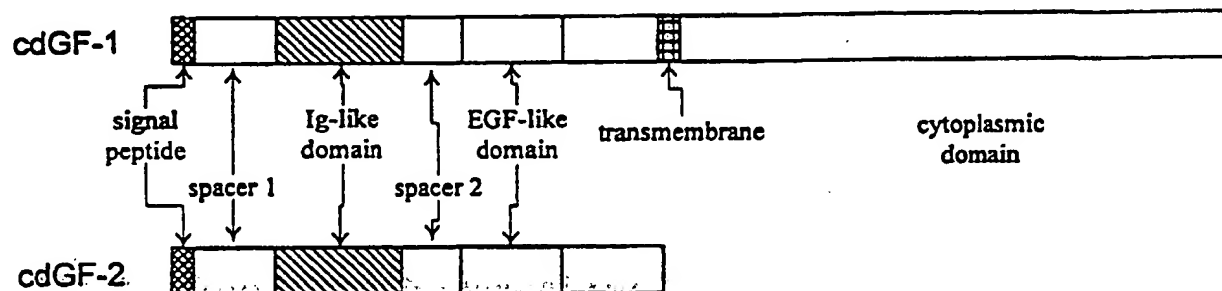 cdGF-1
signal
peptide
spacer 1
Ig-like
domain
spacer 2
EGF-like
domain
transmembrane
cytoplasmic
domain
cdGF-2